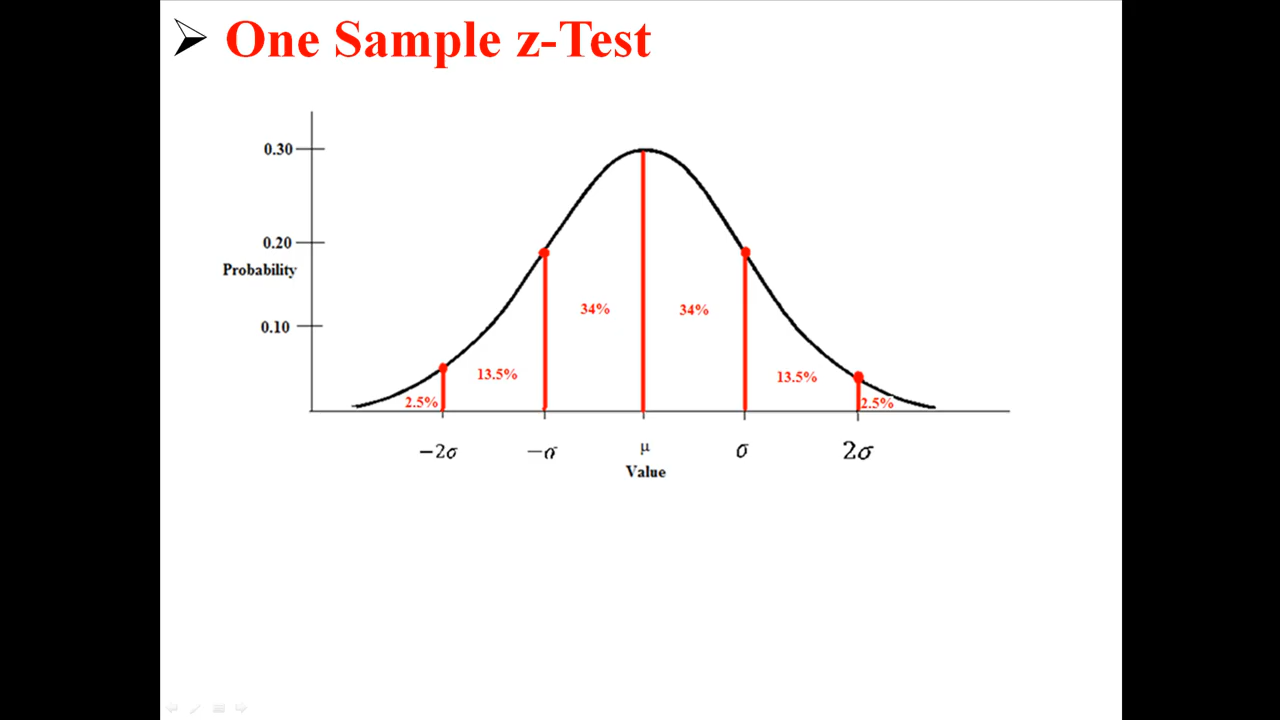 One Sample z-Test
0.30
0.20
Probability
0.10
34%
34%
13.5%
13.5%
2.5%
2.5%
−2σ
−σ
μ
σ
2σ
Value